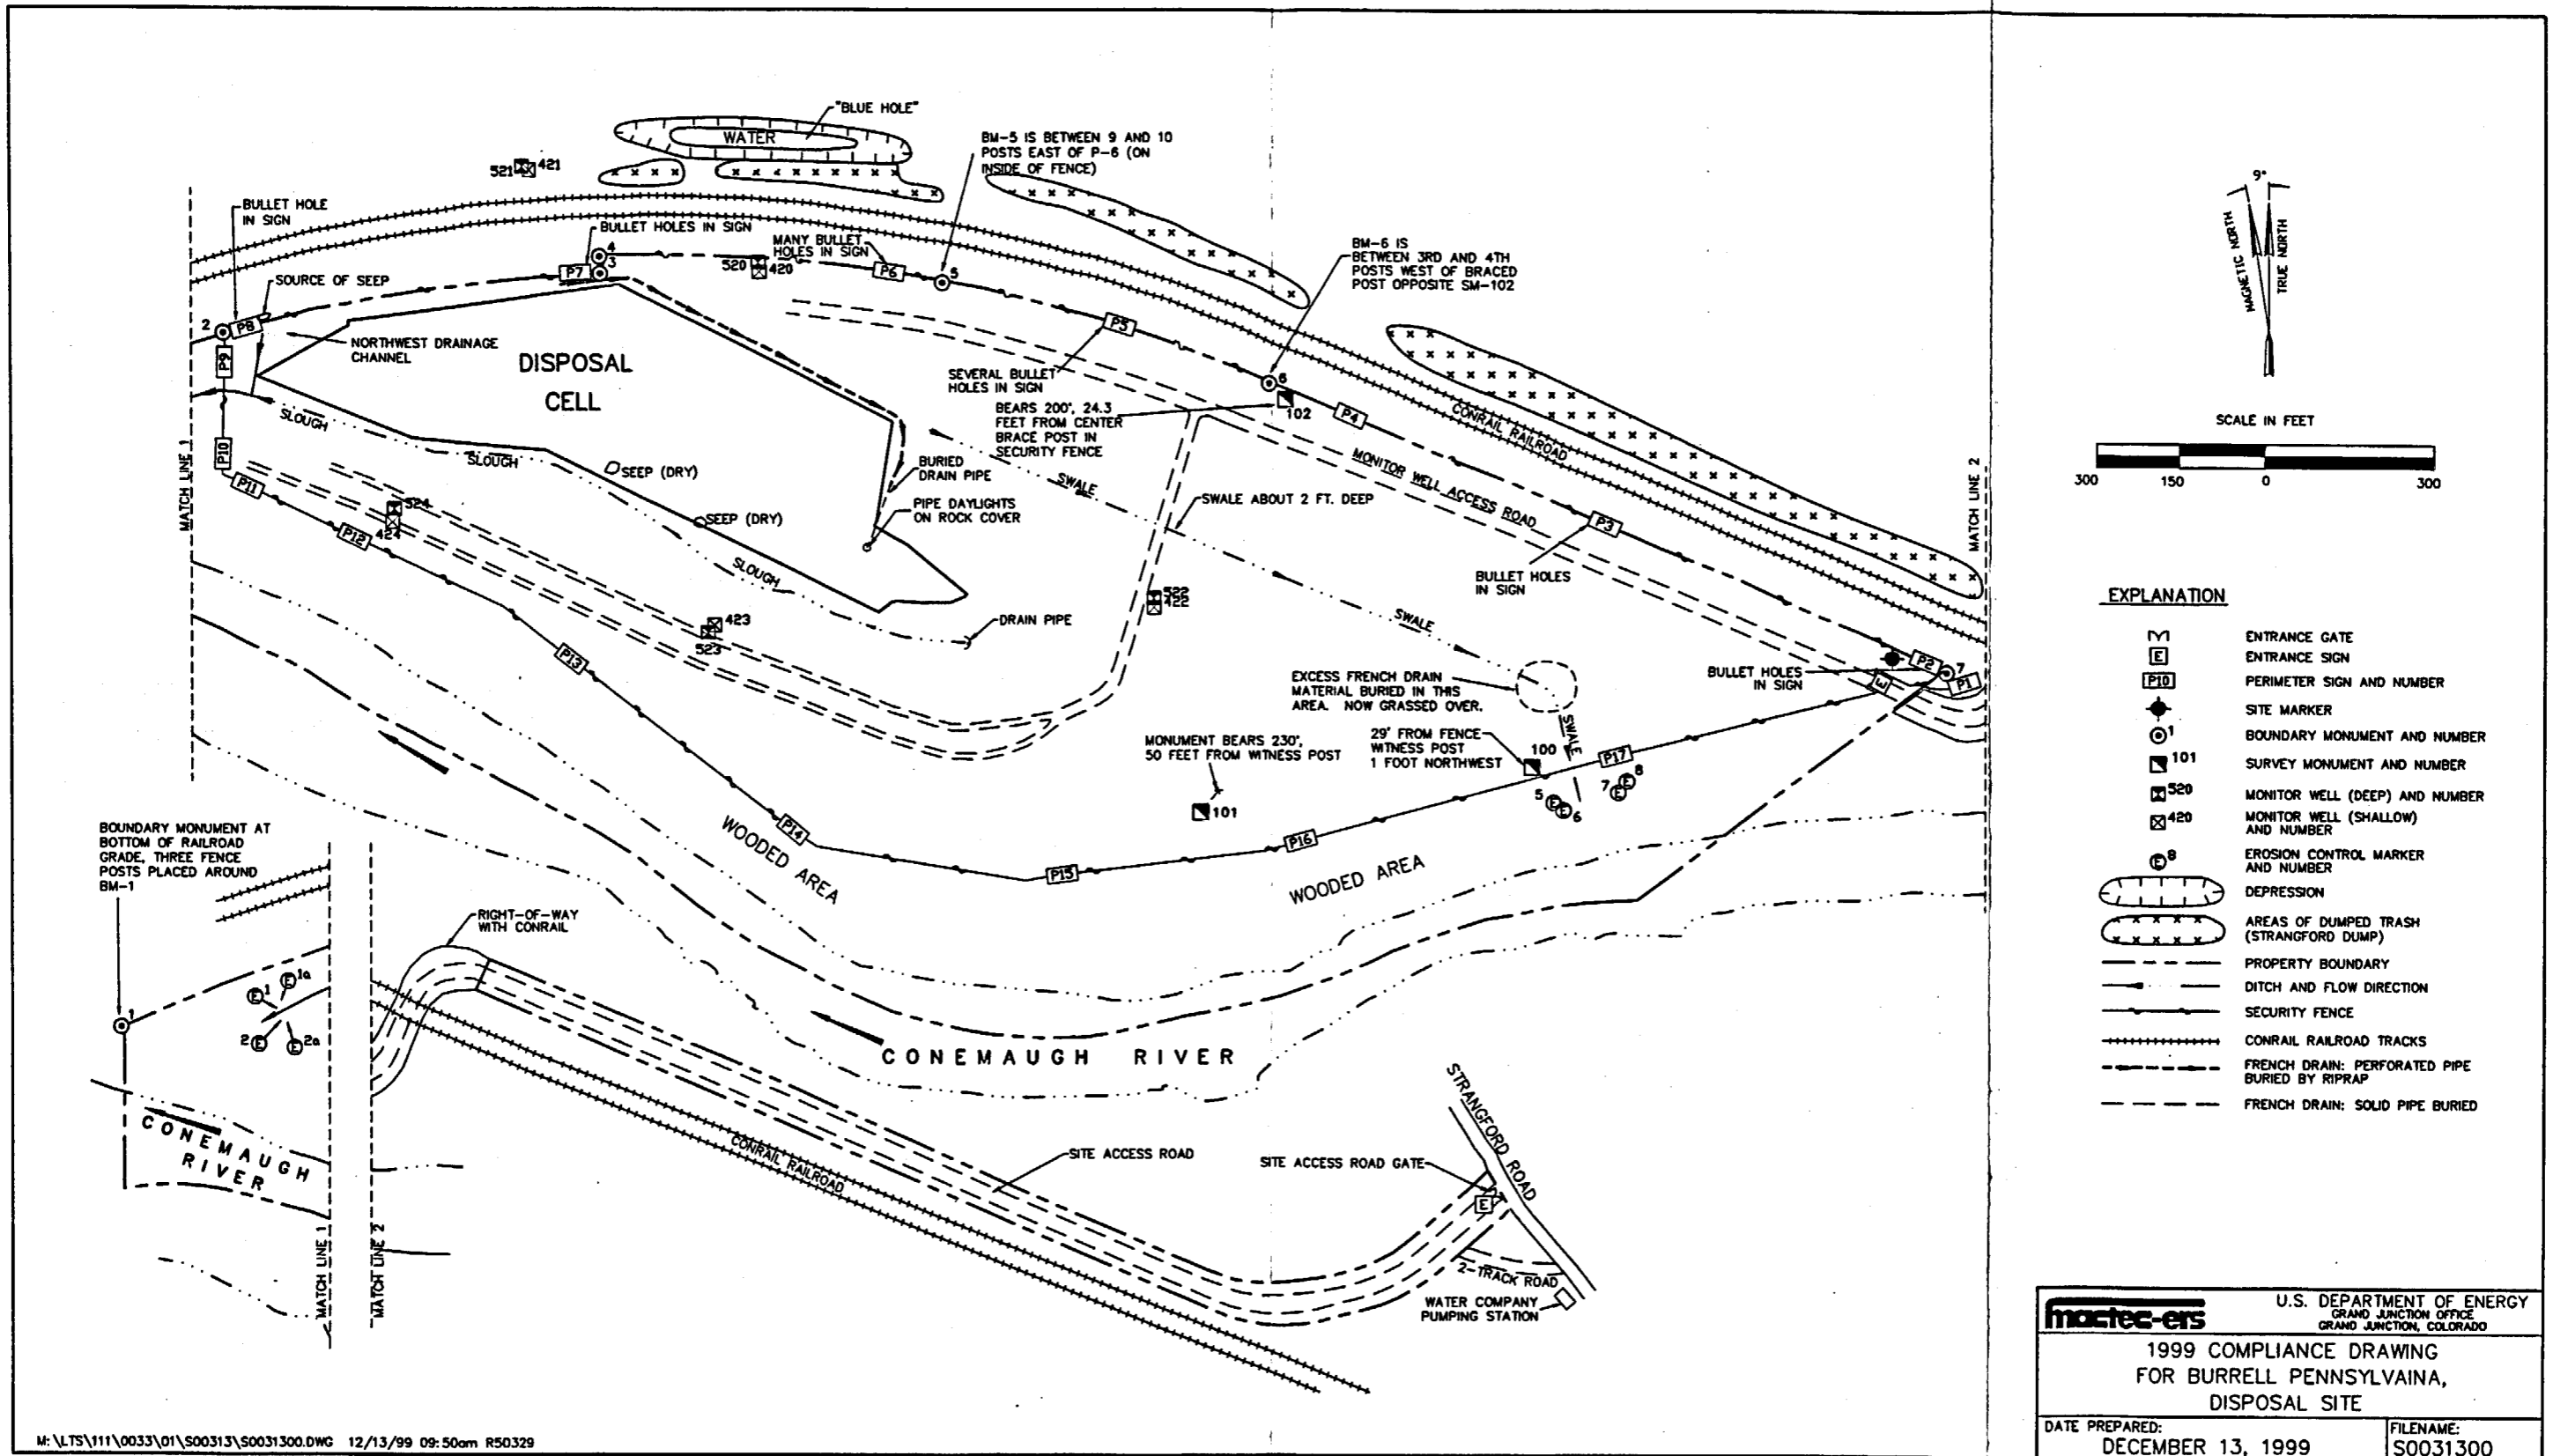 "BLUE HOLE"
WATER
BM-5 IS BETWEEN 9 AND 10
POSTS EAST OF P-6 (ON
INSIDE OF FENCE)
521
421
BULLET HOLE
IN SIGN
BULLET HOLES IN SIGN
MANY BULLET
HOLES IN SIGN
4
3
P7
520
420
P6
5
SOURCE OF SEEP
2
P8
P9
NORTHWEST DRAINAGE
CHANNEL
DISPOSAL
CELL
BM-6 IS
BETWEEN 3RD AND 4TH
POSTS WEST OF BRACED
POST OPPOSITE SM-102
P5
SEVERAL BULLET
HOLES IN SIGN
6
102
P4
CONRAIL RAILROAD
BEARS 200°, 24.3
FEET FROM CENTER
BRACE POST IN
SECURITY FENCE
MONITOR WELL ACCESS ROAD
SLOUGH
SLOUGH
SEEP (DRY)
BURIED
DRAIN PIPE
SWALE
P10
P11
MATCH LINE 1
524
424
P12
SEEP (DRY)
PIPE DAYLIGHTS
ON ROCK COVER
SWALE ABOUT 2 FT. DEEP
P3
MATCH LINE 2
SLOUGH
BULLET HOLES
IN SIGN
522
422
423
523
DRAIN PIPE
SWALE
P13
EXCESS FRENCH DRAIN
MATERIAL BURIED IN THIS
AREA. NOW GRASSED OVER.
BULLET HOLES
IN SIGN
P2
7
P1
E
MONUMENT BEARS 230°,
50 FEET FROM WITNESS POST
29' FROM FENCE
WITNESS POST
1 FOOT NORTHWEST
100
SWALE
P17
8
7
5
6
101
P14
WOODED AREA
P15
P16
WOODED AREA
BOUNDARY MONUMENT AT
BOTTOM OF RAILROAD
GRADE, THREE FENCE
POSTS PLACED AROUND
BM-1
RIGHT-OF-WAY
WITH CONRAIL
E 1
E 1a
1
2 E
E 2a
CONEMAUGH RIVER
CONEMAUGH
RIVER
MATCH LINE 1
MATCH LINE 2
CONRAIL RAILROAD
SITE ACCESS ROAD
STRANGFORD ROAD
SITE ACCESS ROAD GATE
E
2-TRACK ROAD
WATER COMPANY
PUMPING STATION
9°
MAGNETIC NORTH
TRUE NORTH
SCALE IN FEET
300 150 0 300
EXPLANATION
ENTRANCE GATE
E ENTRANCE SIGN
P10 PERIMETER SIGN AND NUMBER
SITE MARKER
1 BOUNDARY MONUMENT AND NUMBER
101 SURVEY MONUMENT AND NUMBER
520 MONITOR WELL (DEEP) AND NUMBER
420 MONITOR WELL (SHALLOW)
AND NUMBER
E 8 EROSION CONTROL MARKER
AND NUMBER
DEPRESSION
AREAS OF DUMPED TRASH
(STRANGFORD DUMP)
PROPERTY BOUNDARY
DITCH AND FLOW DIRECTION
SECURITY FENCE
CONRAIL RAILROAD TRACKS
FRENCH DRAIN: PERFORATED PIPE
BURIED BY RIPRAP
FRENCH DRAIN: SOLID PIPE BURIED
mactec-ers
U.S. DEPARTMENT OF ENERGY
GRAND JUNCTION OFFICE
GRAND JUNCTION, COLORADO
1999 COMPLIANCE DRAWING
FOR BURRELL PENNSYLVAINA,
DISPOSAL SITE
DATE PREPARED:
DECEMBER 13, 1999
FILENAME:
S0031300
M:\LTS\111\0033\01\S00313\S0031300.DWG 12/13/99 09:50am R50329